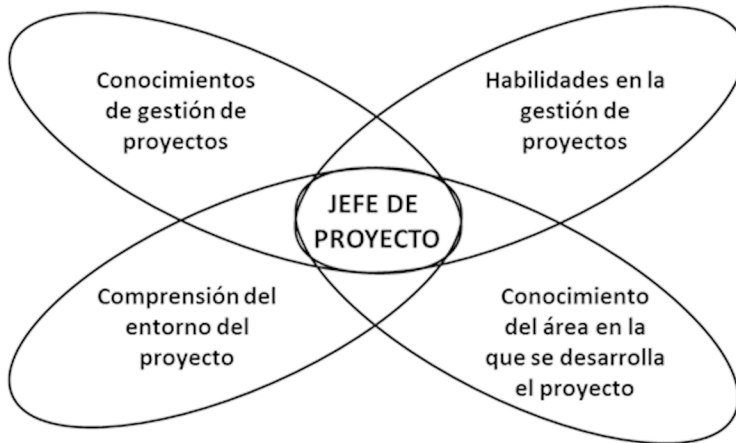 Conocimientos
de gestión de
proyectos
Habilidades en la
gestión de
proyectos
JEFE DE
PROYECTO
Comprensión del
entorno del
proyecto
Conocimiento
del área en la
que se desarrolla
el proyecto